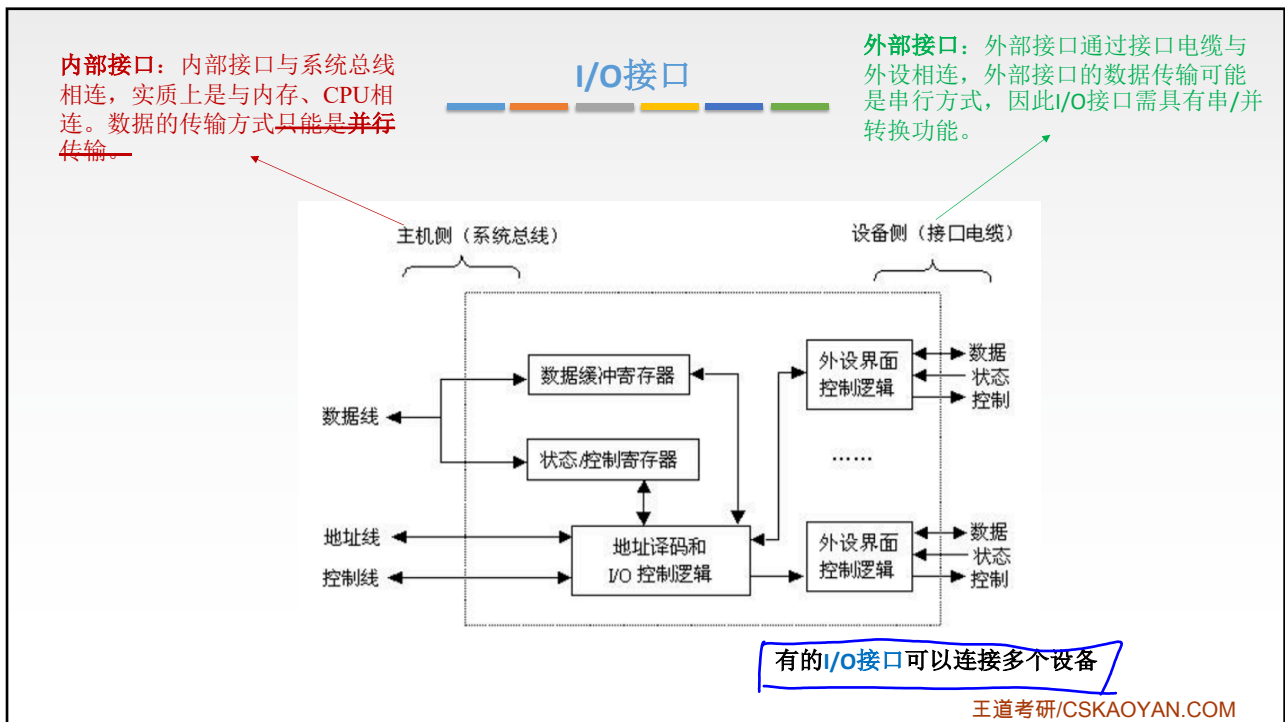 I/O接口
内部接口：内部接口与系统总线
相连，实质上是与内存、CPU相
连。数据的传输方式只能是并行
传输。
外部接口：外部接口通过接口电缆与
外设相连，外部接口的数据传输可能
是串行方式，因此I/O接口需具有串/并
转换功能。
主机侧（系统总线）
设备侧（接口电缆）
数据线
地址线
控制线
数据缓冲寄存器
状态/控制寄存器
地址译码和
I/O 控制逻辑
外设界面
控制逻辑
数据
状态
控制
……
外设界面
控制逻辑
数据
状态
控制
有的I/O接口可以连接多个设备
王道考研/CSKAOYAN.COM